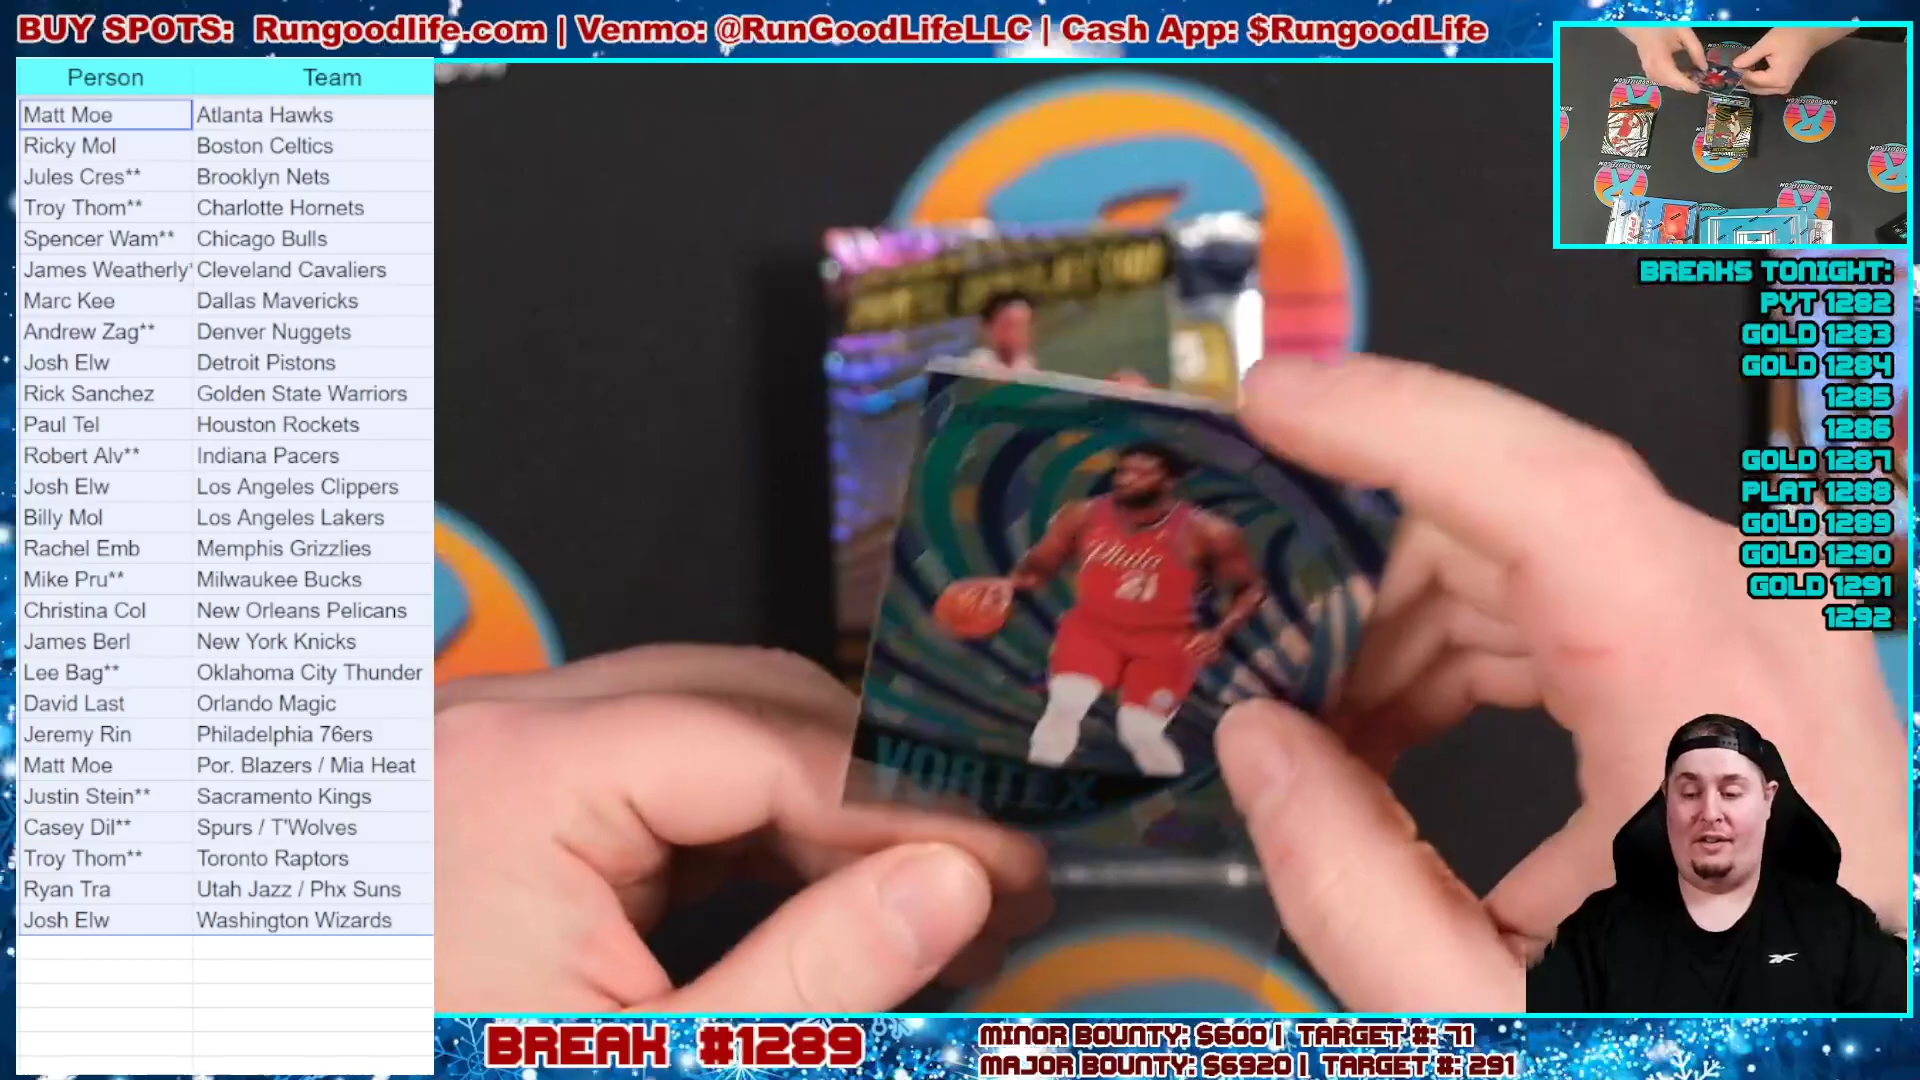 BUY SPOTS: Rungoodlife.com | Venmo: @RunGoodLifeLLC | Cash App: $RungoodLife
Person Team
Matt Moe Atlanta Hawks
Ricky Mol Boston Celtics
Jules Cres** Brooklyn Nets
Troy Thom** Charlotte Hornets
Spencer Wam** Chicago Bulls
James Weatherly* Cleveland Cavaliers
Marc Kee Dallas Mavericks
Andrew Zag** Denver Nuggets
Josh Elw Detroit Pistons
Rick Sanchez Golden State Warriors
Paul Tel Houston Rockets
Robert Alv** Indiana Pacers
Josh Elw Los Angeles Clippers
Billy Mol Los Angeles Lakers
Rachel Emb Memphis Grizzlies
Mike Pru** Milwaukee Bucks
Christina Col New Orleans Pelicans
James Berl New York Knicks
Lee Bag** Oklahoma City Thunder
David Last Orlando Magic
Jeremy Rin Philadelphia 76ers
Matt Moe Por. Blazers / Mia Heat
Justin Stein** Sacramento Kings
Casey Dil** Spurs / T'Wolves
Troy Thom** Toronto Raptors
Ryan Tra Utah Jazz / Phx Suns
Josh Elw Washington Wizards
Phila
21
VORTEX
BREAKS TONIGHT:
PYT 1282
GOLD 1283
GOLD 1284
1285
1286
GOLD 1287
PLAT 1288
GOLD 1289
GOLD 1290
GOLD 1291
1292
BREAK #1289
MINOR BOUNTY: $600 | TARGET #: 71
MAJOR BOUNTY: $6920 | TARGET #: 291